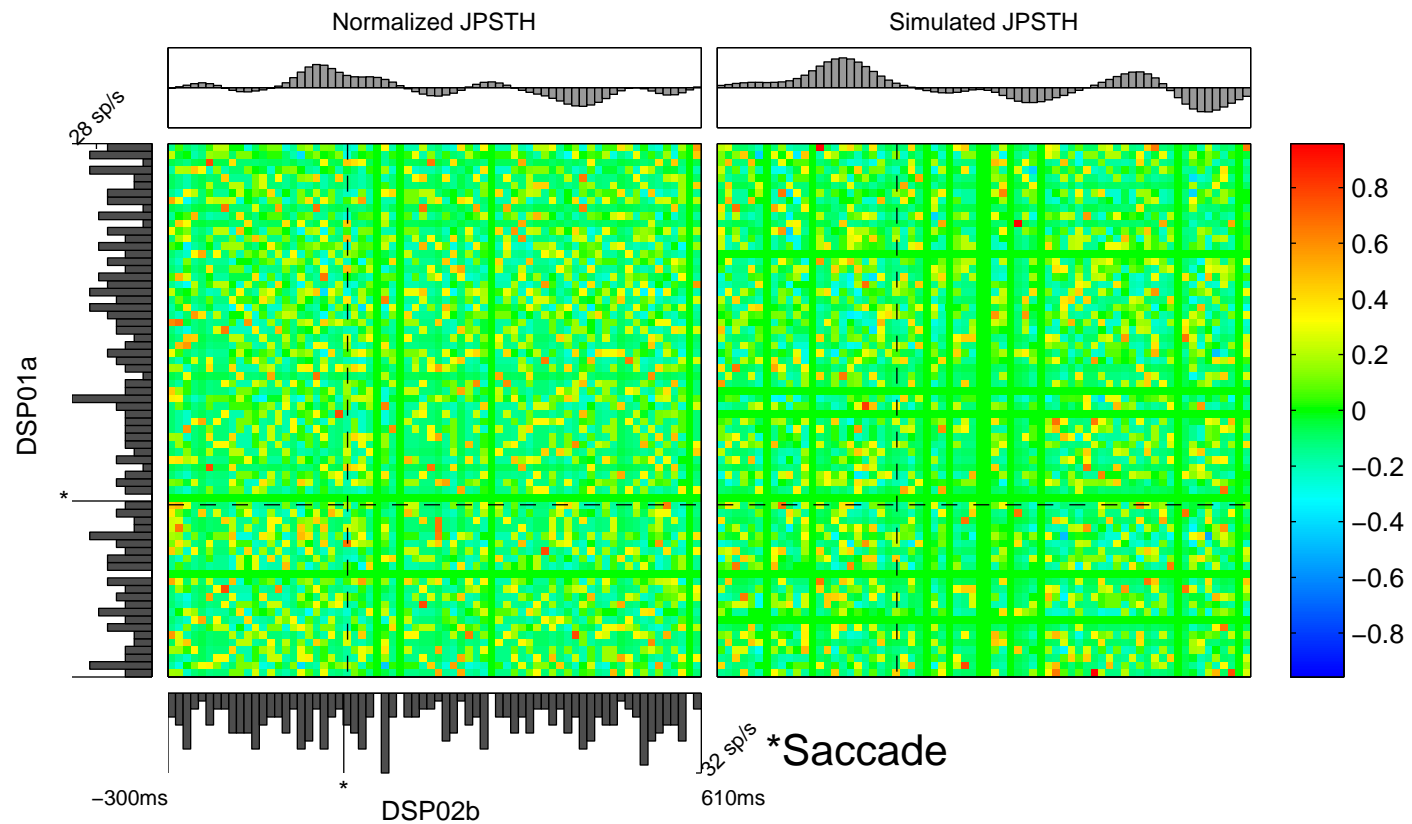 Normalized JPSTH
Simulated JPSTH
28 sp/s
DSP01a
*
0.8
0.6
0.4
0.2
0
−0.2
−0.4
−0.6
−0.8
32 sp/s
*Saccade
*
−300ms
610ms
DSP02b